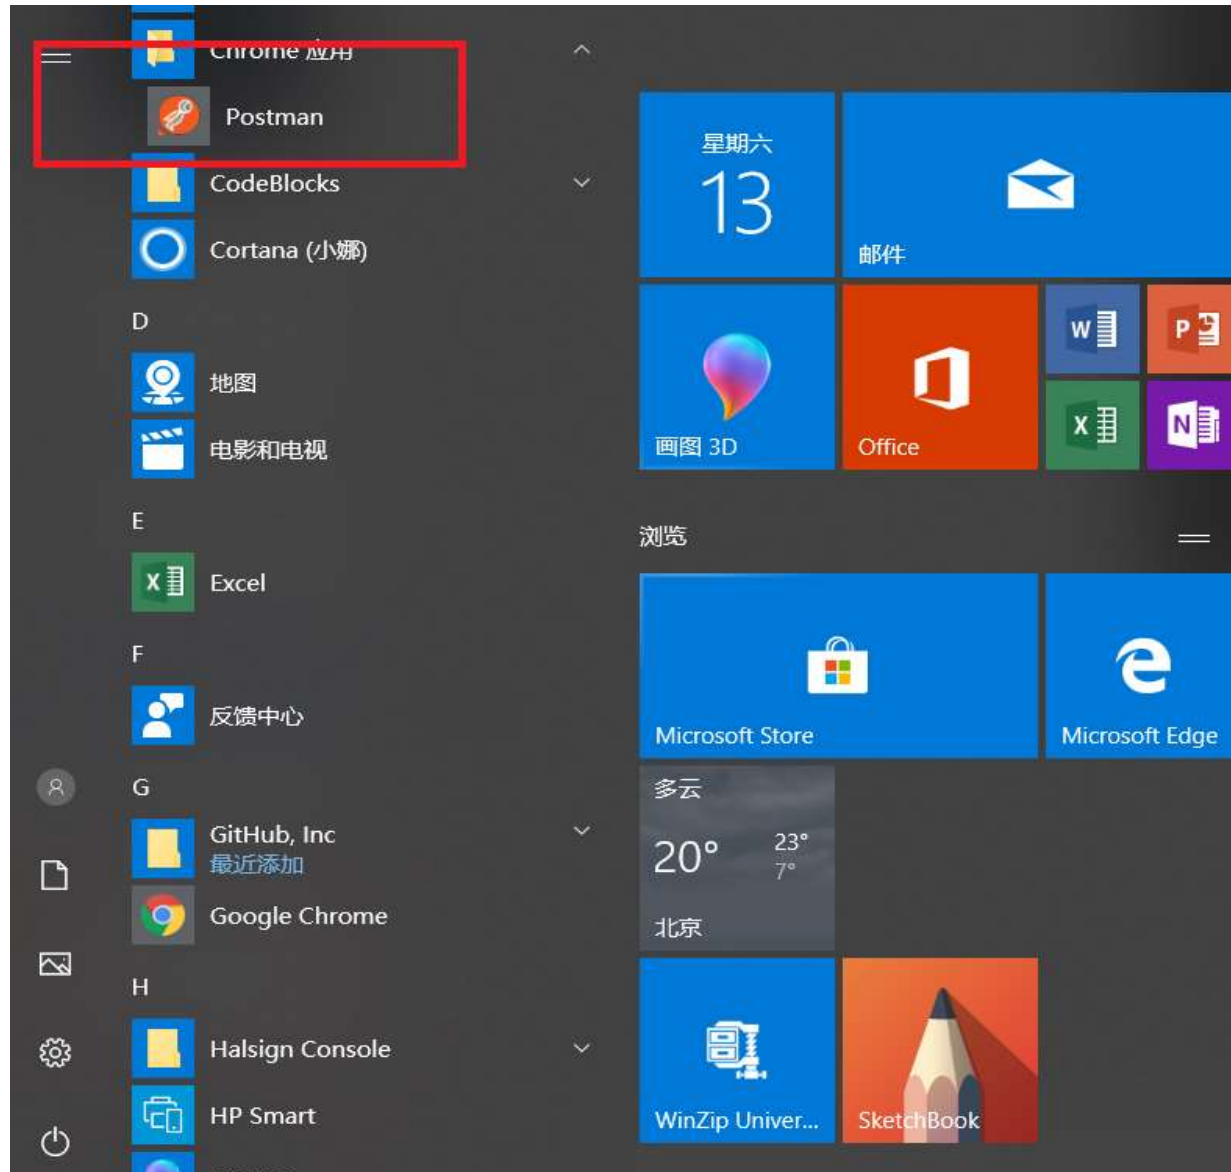 Chrome 应用
Postman
CodeBlocks
Cortana (小娜)
D
地图
电影和电视
E
Excel
F
反馈中心
G
GitHub, Inc
最近添加
Google Chrome
H
Halsign Console
HP Smart
星期六
13
邮件
画图 3D
Office
浏览
Microsoft Store
Microsoft Edge
多云
20°
23°
7°
北京
WinZip Univer...
SketchBook